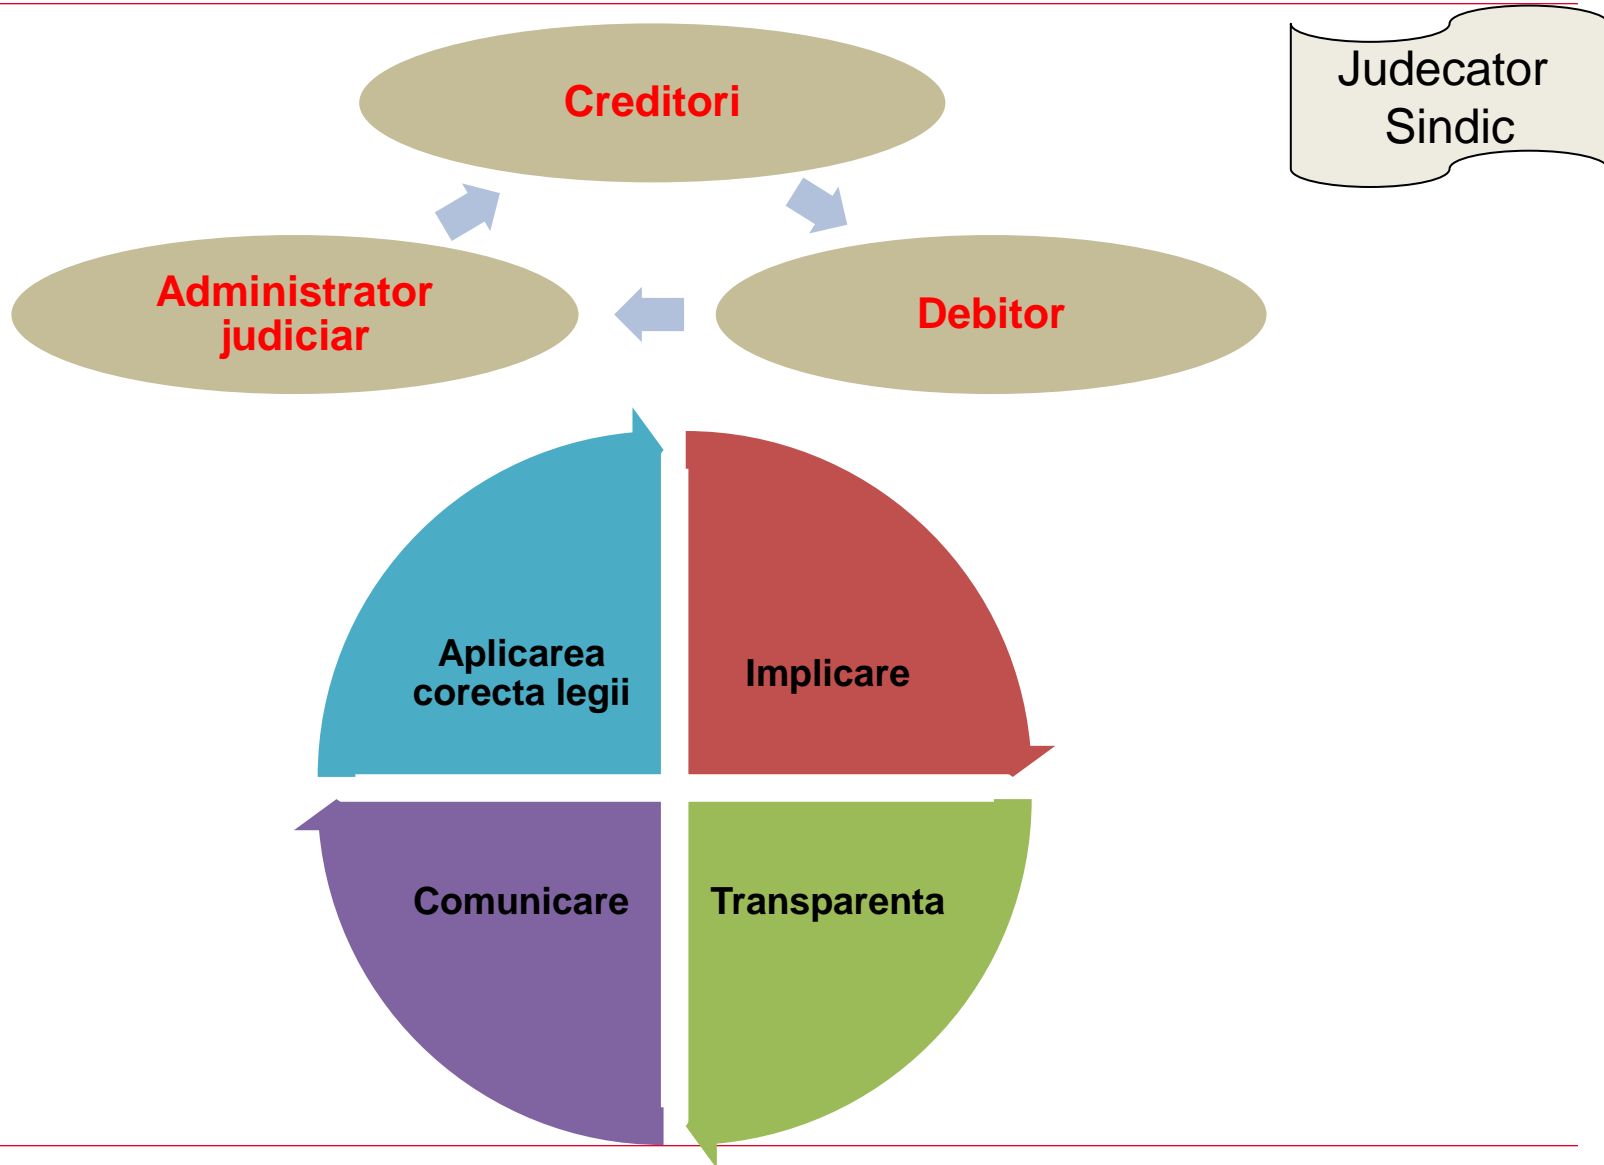 Creditori
Judecator
Sindic
Administrator
judiciar
Debitor
Aplicarea
corecta legii
Implicare
Comunicare
Transparenta